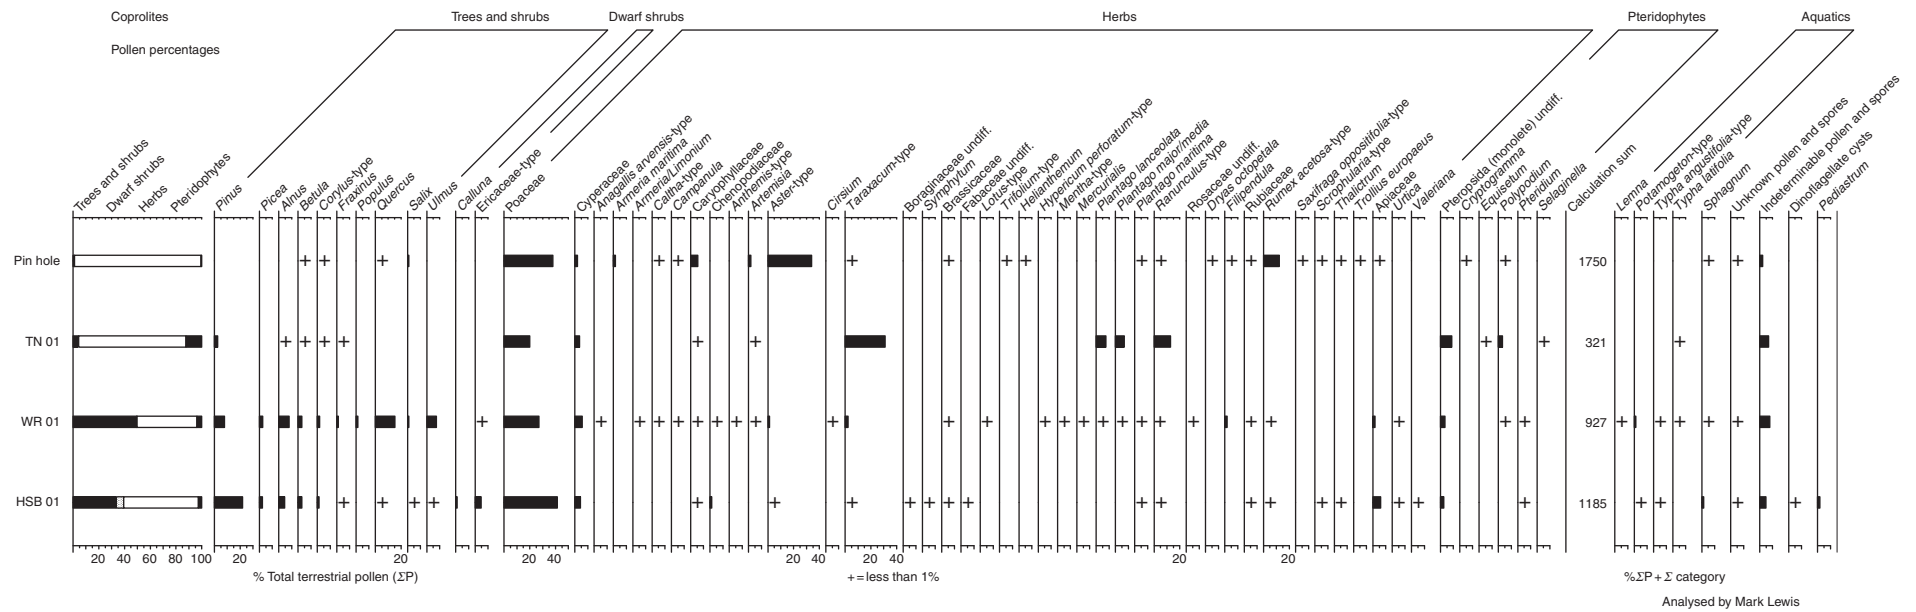 Coprolites
Trees and shrubs
Dwarf shrubs
Herbs
Pteridophytes
Aquatics
Pollen percentages
Trees and shrubs
Dwarf shrubs
Herbs
Pteridophytes
Pinus
Picea
Alnus
Betula
Corylus-type
Fraxinus
Populus
Quercus
Salix
Ulmus
Calluna
Ericaceae-type
Poaceae
Cyperaceae
Anagallis arvensis-type
Armeria maritima
Armeria/Limonium
Caltha-type
Campanula
Caryophyllaceae
Chenopodiaceae
Anthemis-type
Artemisia
Aster-type
Cirsium
Taraxacum-type
Boraginaceae undiff.
Symphytum
Brassicaceae
Fabaceae undiff.
Lotus-type
Trifolium-type
Helianthemum
Hypericum perforatum-type
Mentha-type
Mercurialis
Plantago lanceolata
Plantago major/media
Plantago maritima
Ranunculus-type
Rosaceae undiff.
Dryas octopetala
Filipendula
Rubiaceae
Rumex acetosa-type
Saxifraga oppositifolia-type
Scrophularia-type
Thalictrum
Trollius europaeus
Apiaceae
Urtica
Valeriana
Pteropsida (monolete) undiff.
Cryptogramma
Equisetum
Polypodium
Pteridium
Selaginella
Calculation sum
Lemna
Potamogeton-type
Typha angustifolia-type
Typha latifolia
Sphagnum
Unknown pollen and spores
Indeterminable pollen and spores
Dinoflagellate cysts
Pediastrum
Pin hole + + + + + + + + + + + + + + + + + + + + + + + 1750 + +
TN 01 + + + + + + + + 321 +
WR 01 + + + + + + + + + + + + + + + + + + + + + + + + + + 927 + + + + +
HSB 01 + + + + + + + + + + + + + + + + + + + + 1185 + + + +
20 40 60 80 100 20 20 20 40 20 40 20 40 20 20
% Total terrestrial pollen (ΣP)
+ = less than 1%
%ΣP + Σ category
Analysed by Mark Lewis